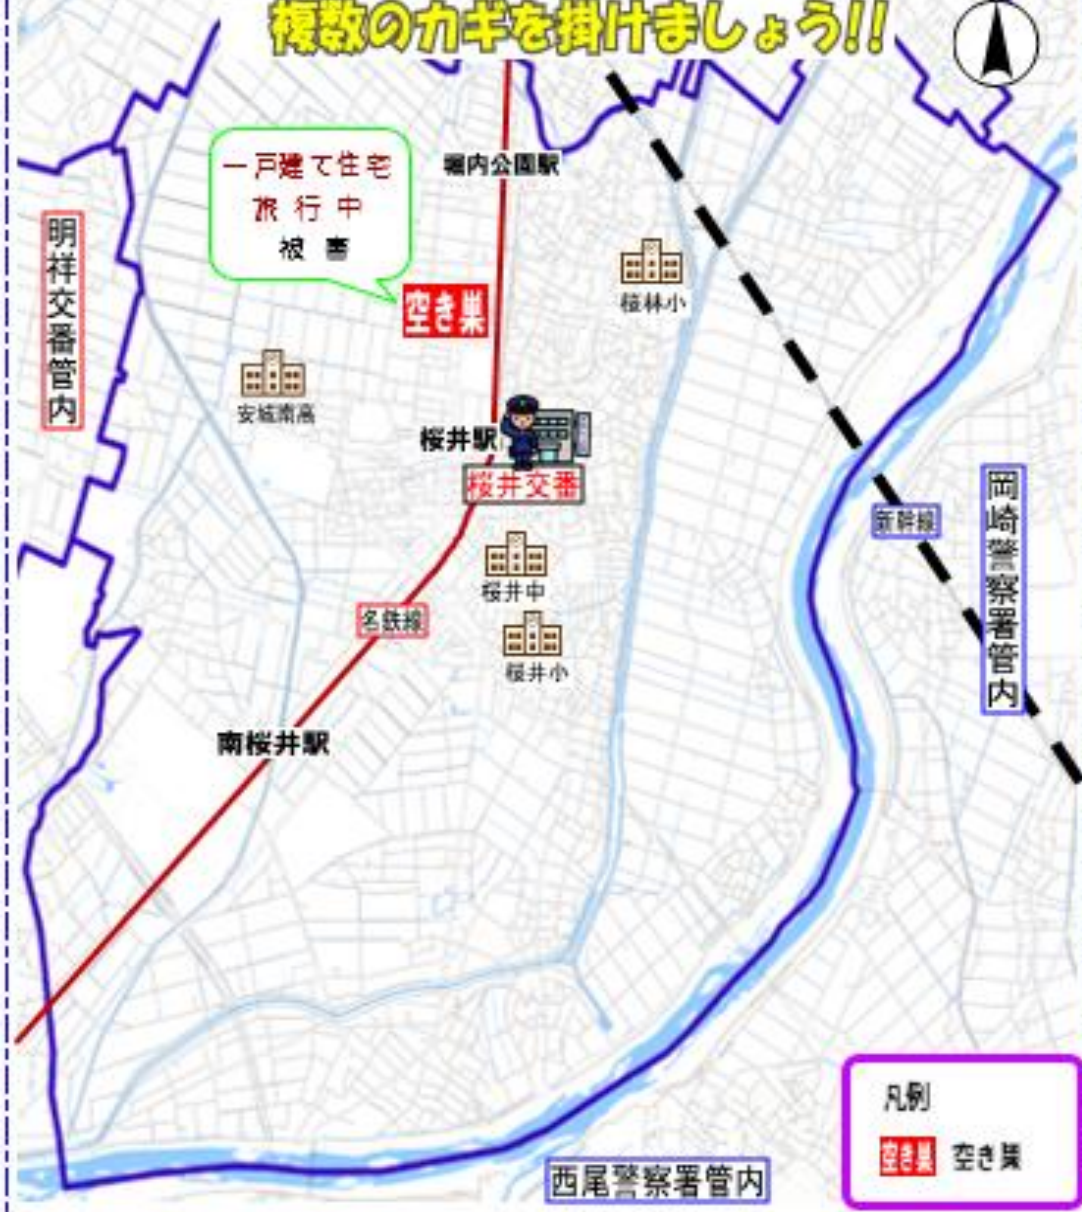 複数のカギを掛けましょう!!
一戸建て住宅
旅行中
被害
堀内公園駅
明祥交番管内
空き巣
桜林小
安城南高
桜井駅
桜井交番
岡崎警察署管内
新幹線
桜井中
名鉄線
桜井小
南桜井駅
凡例
空き巣 空き巣
西尾警察署管内